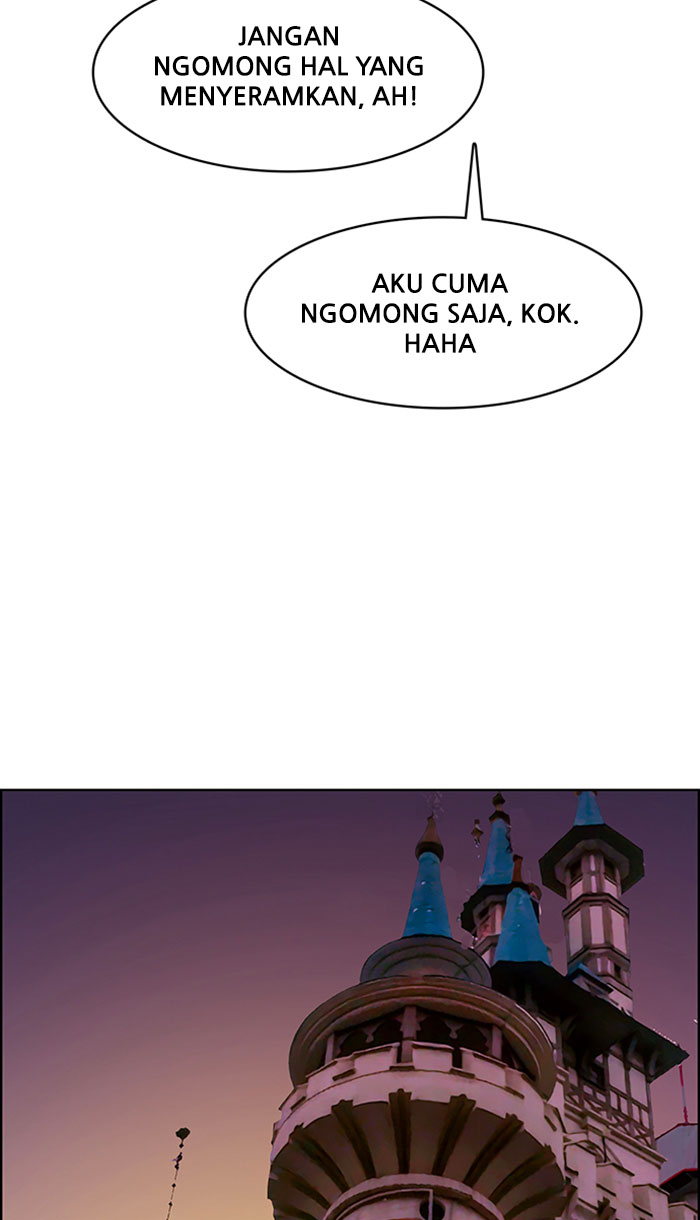 JANGAN
NGOMONG HAL YANG
MENYERAMKAN, AH!
AKU CUMA
NGOMONG SAJA, KOK.
HAHA